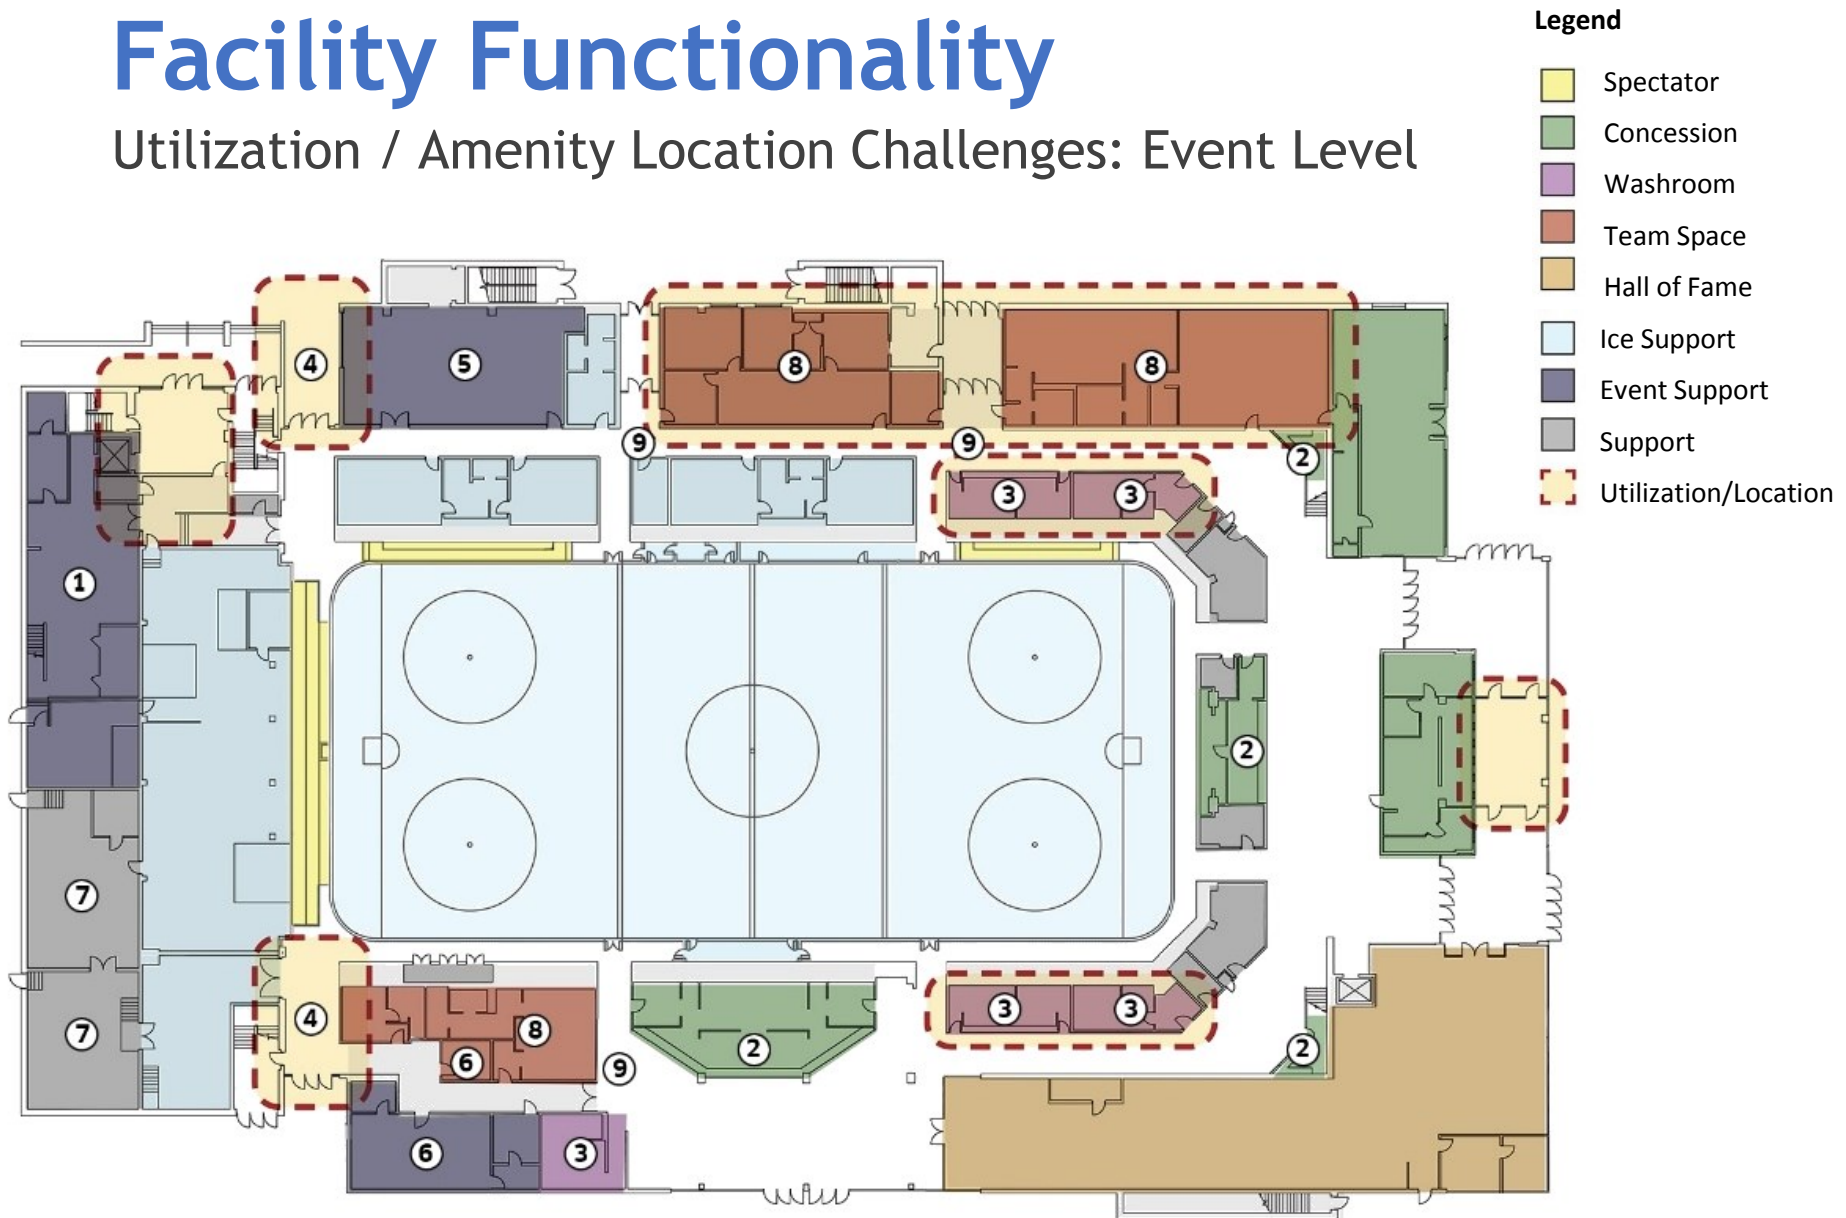 Facility Functionality
Utilization / Amenity Location Challenges: Event Level
Legend
Spectator
Concession
Washroom
Team Space
Hall of Fame
Ice Support
Event Support
Support
Utilization/Location
4
5
8
8
9
9
2
3
3
1
2
7
4
8
6
9
2
3
3
2
7
6
3